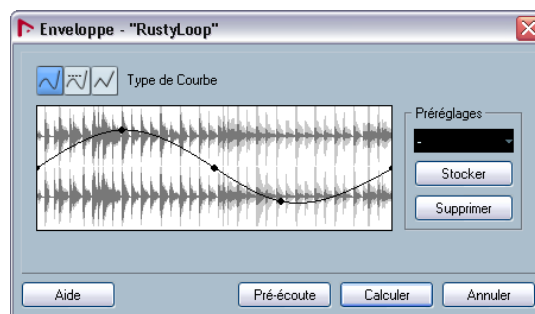 Enveloppe - "RustyLoop"
Type de Courbe
Préréglages
-
Stocker
Supprimer
Aide
Pré-écoute
Calculer
Annuler